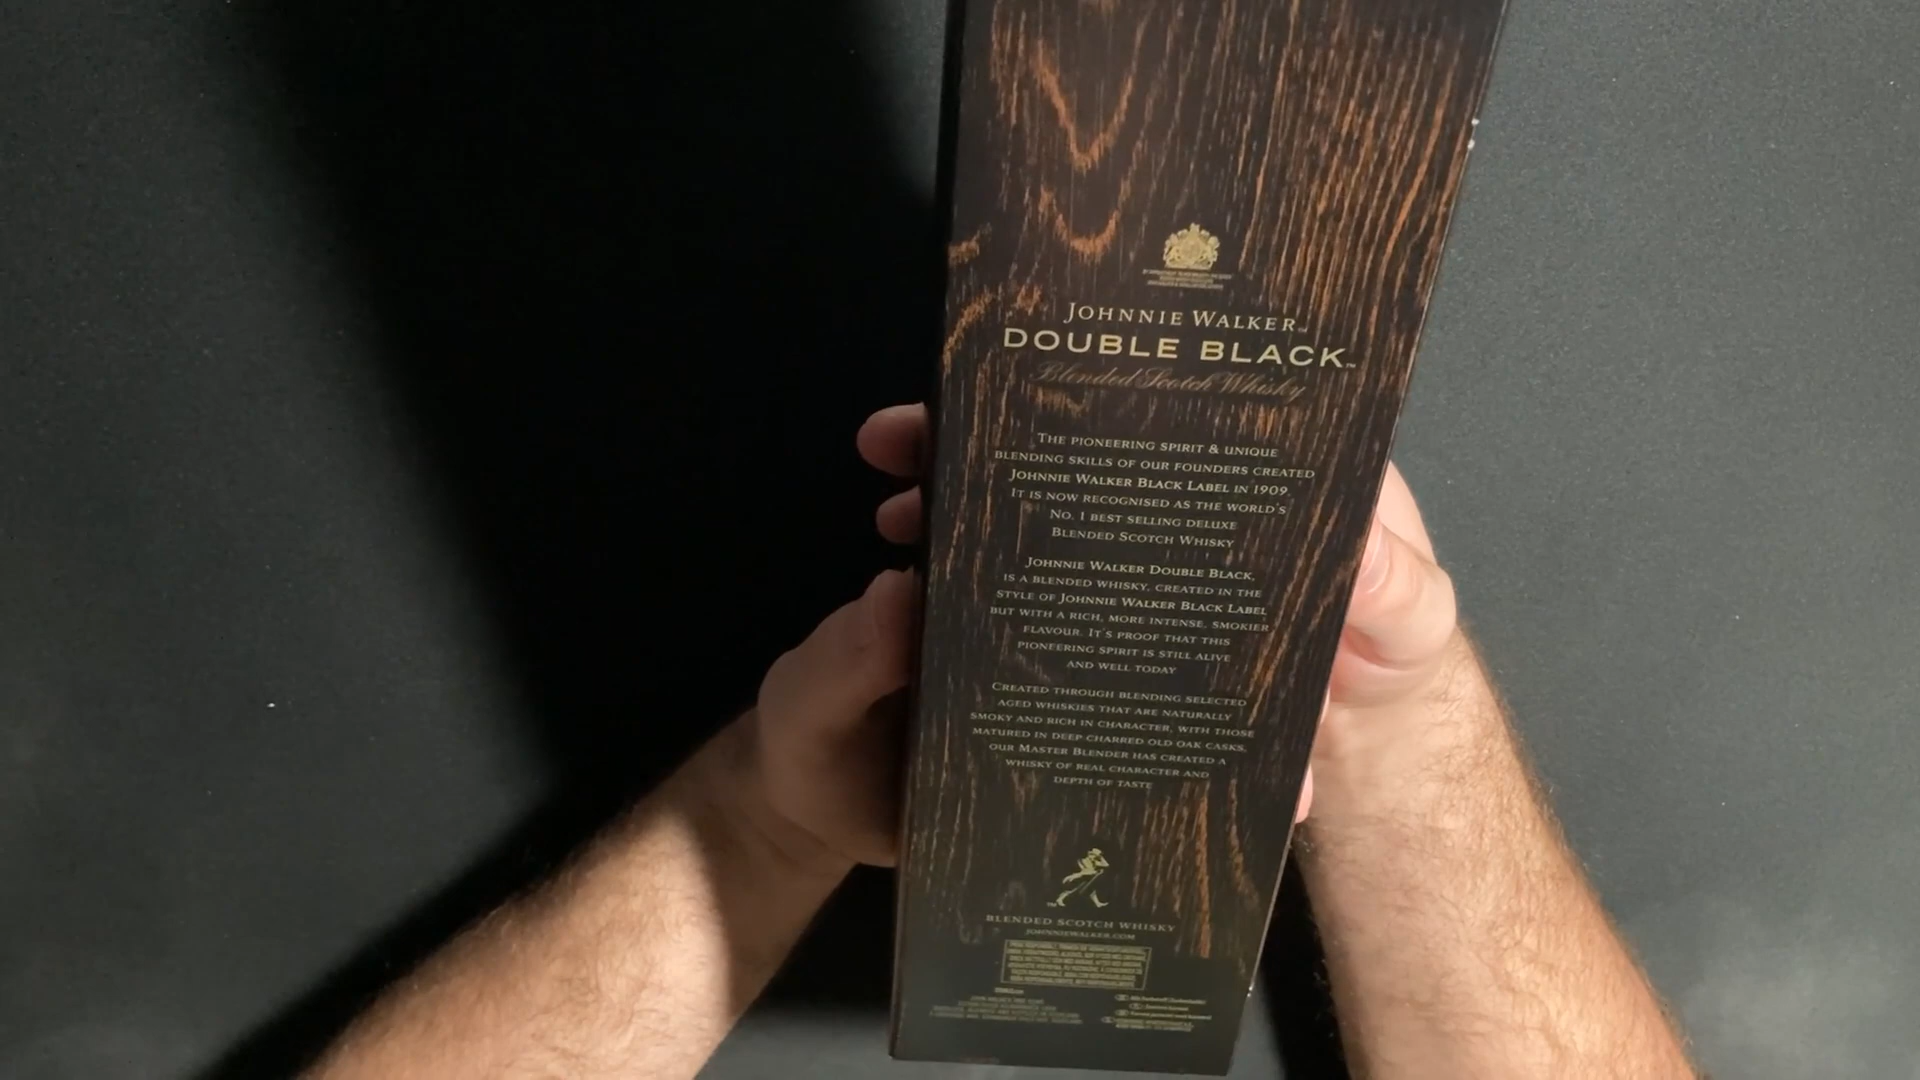 JOHNNIE WALKER™
DOUBLE BLACK™
Blended Scotch Whisky
THE PIONEERING SPIRIT & UNIQUE
BLENDING SKILLS OF OUR FOUNDERS CREATED
JOHNNIE WALKER BLACK LABEL IN 1909.
IT IS NOW RECOGNISED AS THE WORLD'S
NO. 1 BEST SELLING DELUXE
BLENDED SCOTCH WHISKY
JOHNNIE WALKER DOUBLE BLACK,
IS A BLENDED WHISKY, CREATED IN THE
STYLE OF JOHNNIE WALKER BLACK LABEL
BUT WITH A RICH, MORE INTENSE, SMOKIER
FLAVOUR. IT'S PROOF THAT THIS
PIONEERING SPIRIT IS STILL ALIVE
AND WELL TODAY
CREATED THROUGH BLENDING SELECTED
AGED WHISKIES THAT ARE NATURALLY
SMOKY AND RICH IN CHARACTER, WITH THOSE
MATURED IN DEEP CHARRED OLD OAK CASKS,
OUR MASTER BLENDER HAS CREATED A
WHISKY OF REAL CHARACTER AND
DEPTH OF TASTE
BLENDED SCOTCH WHISKY
JOHNNIEWALKER.COM